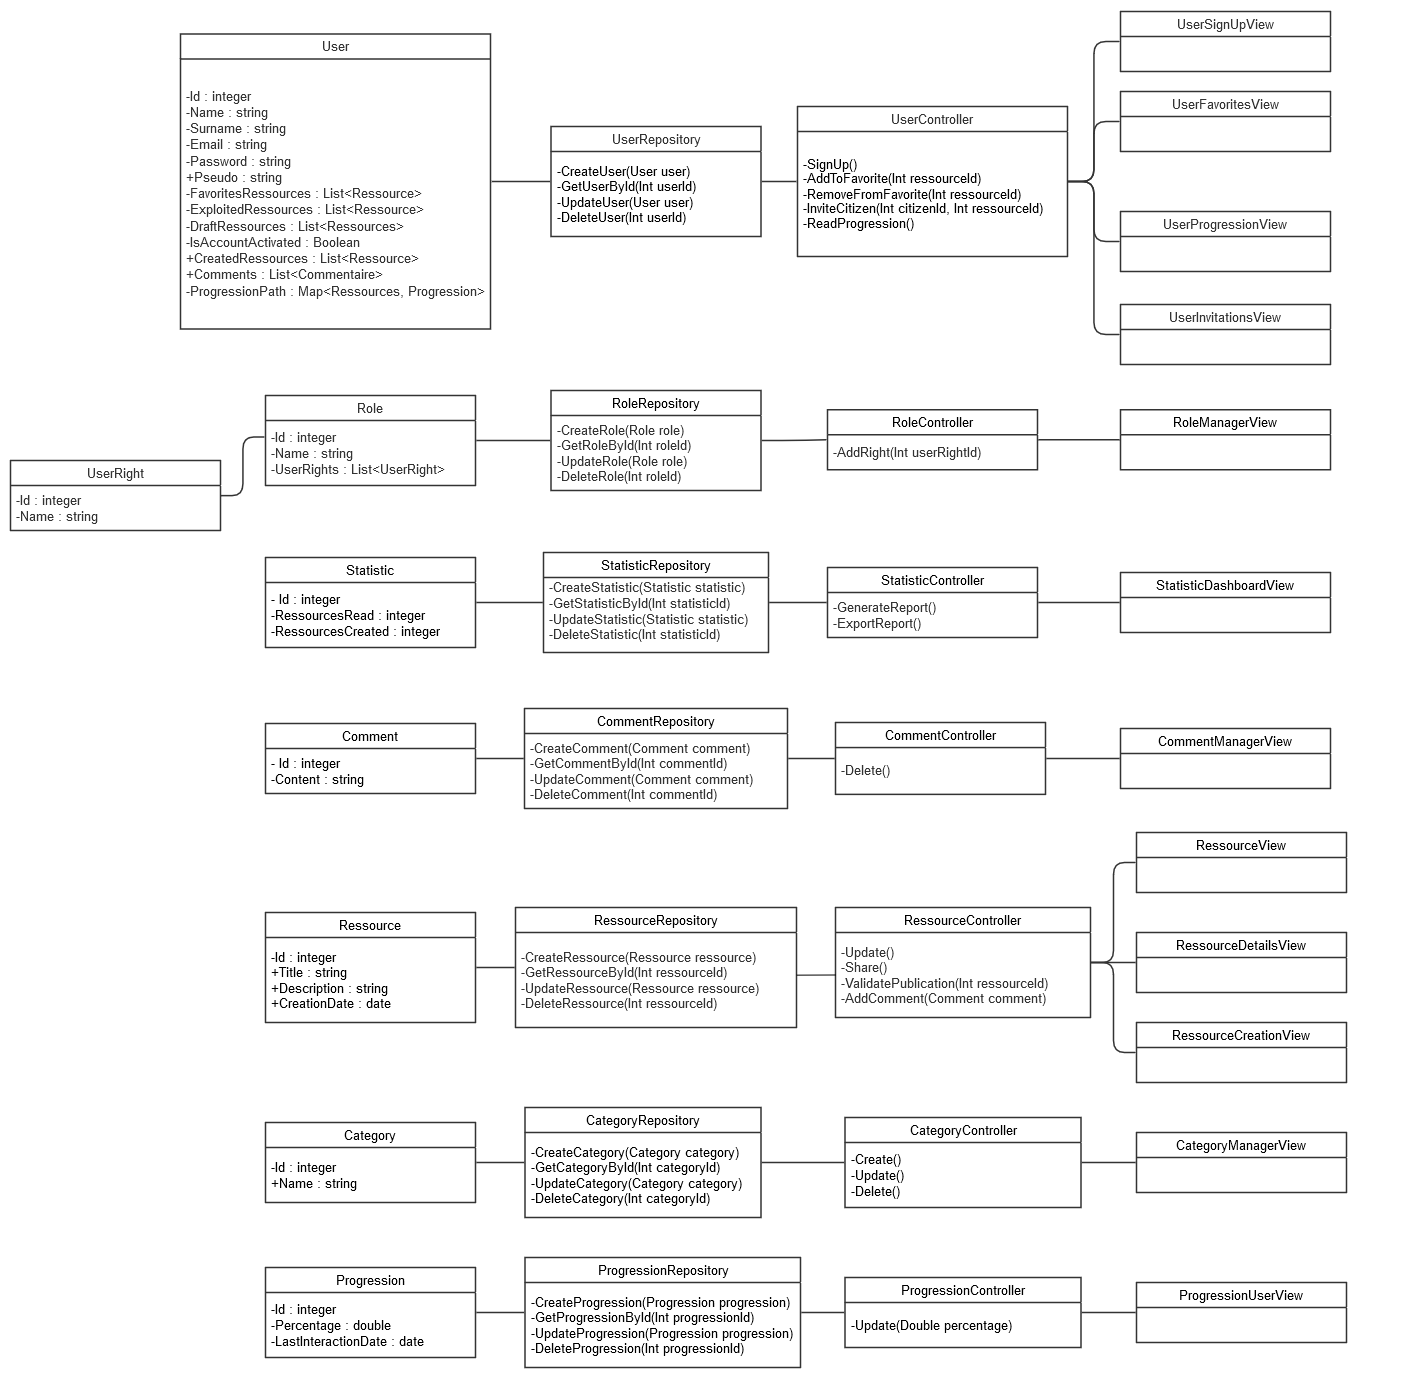 User
-Id : integer
-Name : string
-Surname : string
-Email : string
-Password : string
+Pseudo : string
-FavoritesRessources : List<Ressource>
-ExploitedRessources : List<Ressource>
-DraftRessources : List<Ressources>
-IsAccountActivated : Boolean
+CreatedRessources : List<Ressource>
+Comments : List<Commentaire>
-ProgressionPath : Map<Ressources, Progression>
UserRepository
-CreateUser(User user)
-GetUserById(Int userId)
-UpdateUser(User user)
-DeleteUser(Int userId)
UserController
-SignUp()
-AddToFavorite(Int ressourceId)
-RemoveFromFavorite(Int ressourceId)
-InviteCitizen(Int citizenId, Int ressourceId)
-ReadProgression()
UserSignUpView
UserFavoritesView
UserProgressionView
UserInvitationsView
UserRight
-Id : integer
-Name : string
Role
-Id : integer
-Name : string
-UserRights : List<UserRight>
RoleRepository
-CreateRole(Role role)
-GetRoleById(Int roleId)
-UpdateRole(Role role)
-DeleteRole(Int roleId)
RoleController
-AddRight(Int userRightId)
RoleManagerView
Statistic
- Id : integer
-RessourcesRead : integer
-RessourcesCreated : integer
StatisticRepository
-CreateStatistic(Statistic statistic)
-GetStatisticById(Int statisticId)
-UpdateStatistic(Statistic statistic)
-DeleteStatistic(Int statisticId)
StatisticController
-GenerateReport()
-ExportReport()
StatisticDashboardView
Comment
- Id : integer
-Content : string
CommentRepository
-CreateComment(Comment comment)
-GetCommentById(Int commentId)
-UpdateComment(Comment comment)
-DeleteComment(Int commentId)
CommentController
-Delete()
CommentManagerView
Ressource
-Id : integer
+Title : string
+Description : string
+CreationDate : date
RessourceRepository
-CreateRessource(Ressource ressource)
-GetRessourceById(Int ressourceId)
-UpdateRessource(Ressource ressource)
-DeleteRessource(Int ressourceId)
RessourceController
-Update()
-Share()
-ValidatePublication(Int ressourceId)
-AddComment(Comment comment)
RessourceView
RessourceDetailsView
RessourceCreationView
Category
-Id : integer
+Name : string
CategoryRepository
-CreateCategory(Category category)
-GetCategoryById(Int categoryId)
-UpdateCategory(Category category)
-DeleteCategory(Int categoryId)
CategoryController
-Create()
-Update()
-Delete()
CategoryManagerView
Progression
-Id : integer
-Percentage : double
-LastInteractionDate : date
ProgressionRepository
-CreateProgression(Progression progression)
-GetProgressionById(Int progressionId)
-UpdateProgression(Progression progression)
-DeleteProgression(Int progressionId)
ProgressionController
-Update(Double percentage)
ProgressionUserView